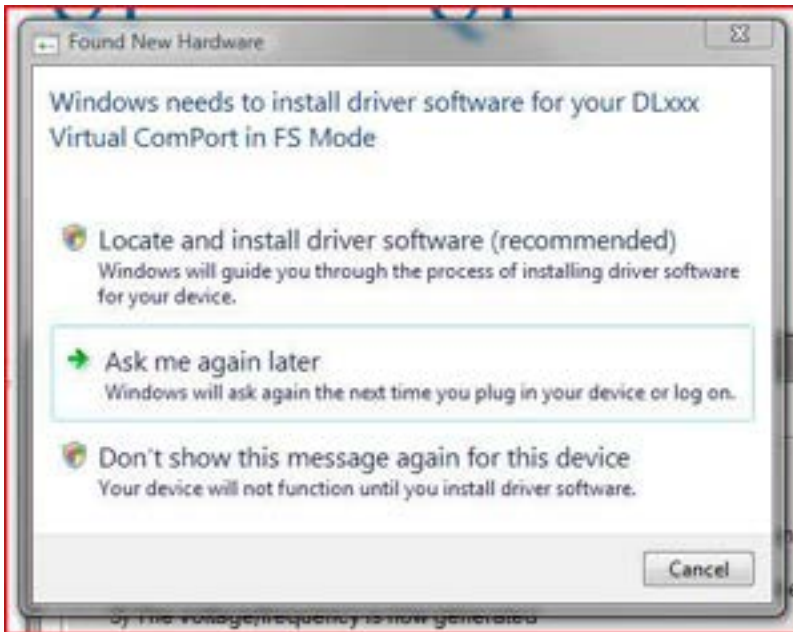 Found New Hardware
Windows needs to install driver software for your DLxxx
Virtual ComPort in FS Mode
Locate and install driver software (recommended)
Windows will guide you through the process of installing driver software
for your device.
Ask me again later
Windows will ask again the next time you plug in your device or log on.
Don't show this message again for this device
Your device will not function until you install driver software.
Cancel
The voltage/frequency is now generated